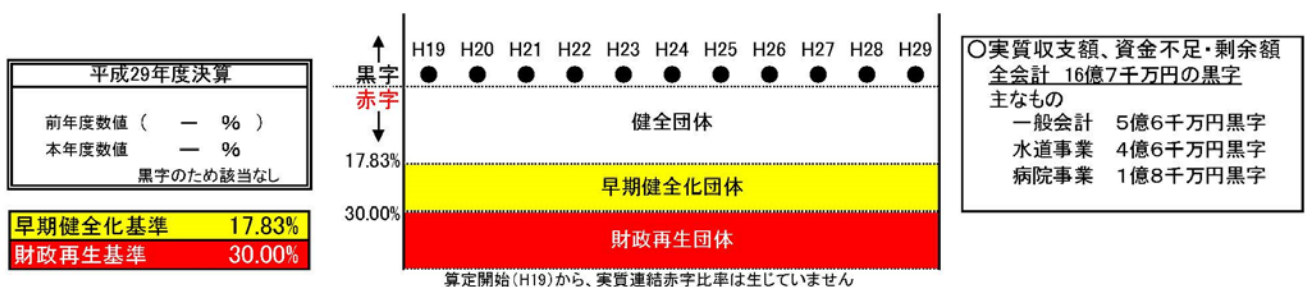 平成29年度決算
前年度数値 ( － % )
本年度数値 － %
黒字のため該当なし
早期健全化基準 17.83%
財政再生基準 30.00%
H19 H20 H21 H22 H23 H24 H25 H26 H27 H28 H29
黒字
赤字
健全団体
17.83%
早期健全化団体
30.00%
財政再生団体
算定開始(H19)から、実質連結赤字比率は生じていません
○実質収支額、資金不足・剰余額
全会計 16億7千万円の黒字
主なもの
一般会計 5億6千万円黒字
水道事業 4億6千万円黒字
病院事業 1億8千万円黒字